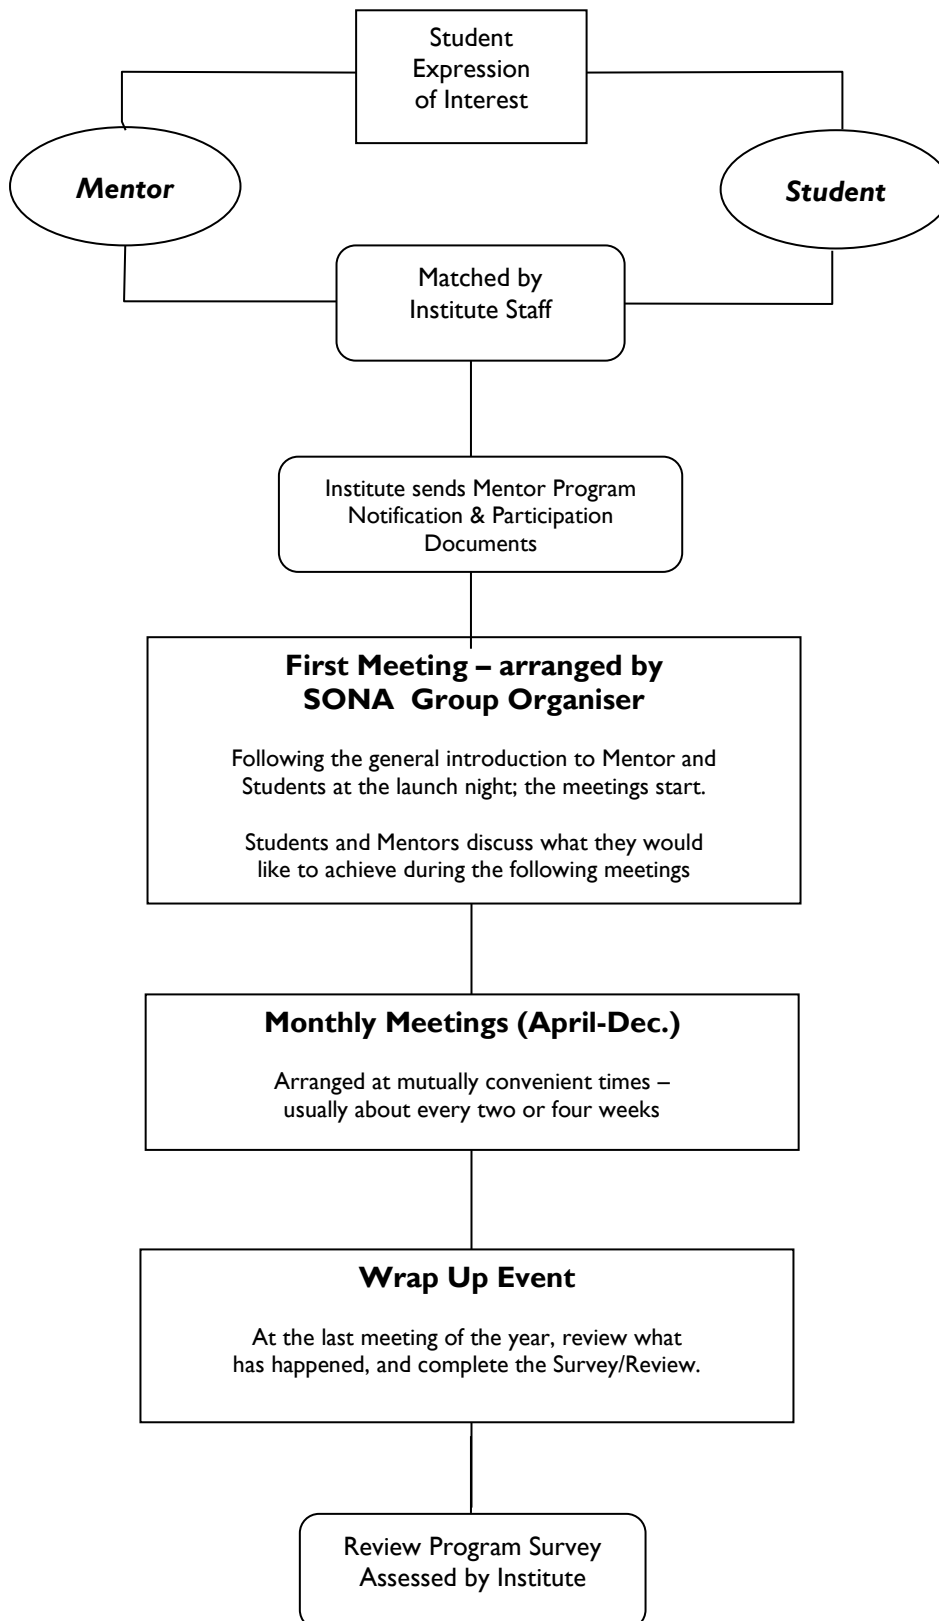 Student
Expression
of Interest
Mentor
Student
Matched by
Institute Staff
Institute sends Mentor Program
Notification & Participation
Documents
First Meeting – arranged by
SONA  Group Organiser
Following the general introduction to Mentor and
Students at the launch night; the meetings start.
Students and Mentors discuss what they would
like to achieve during the following meetings
Monthly Meetings (April-Dec.)
Arranged at mutually convenient times –
usually about every two or four weeks
Wrap Up Event
At the last meeting of the year, review what
has happened, and complete the Survey/Review.
Review Program Survey
Assessed by Institute